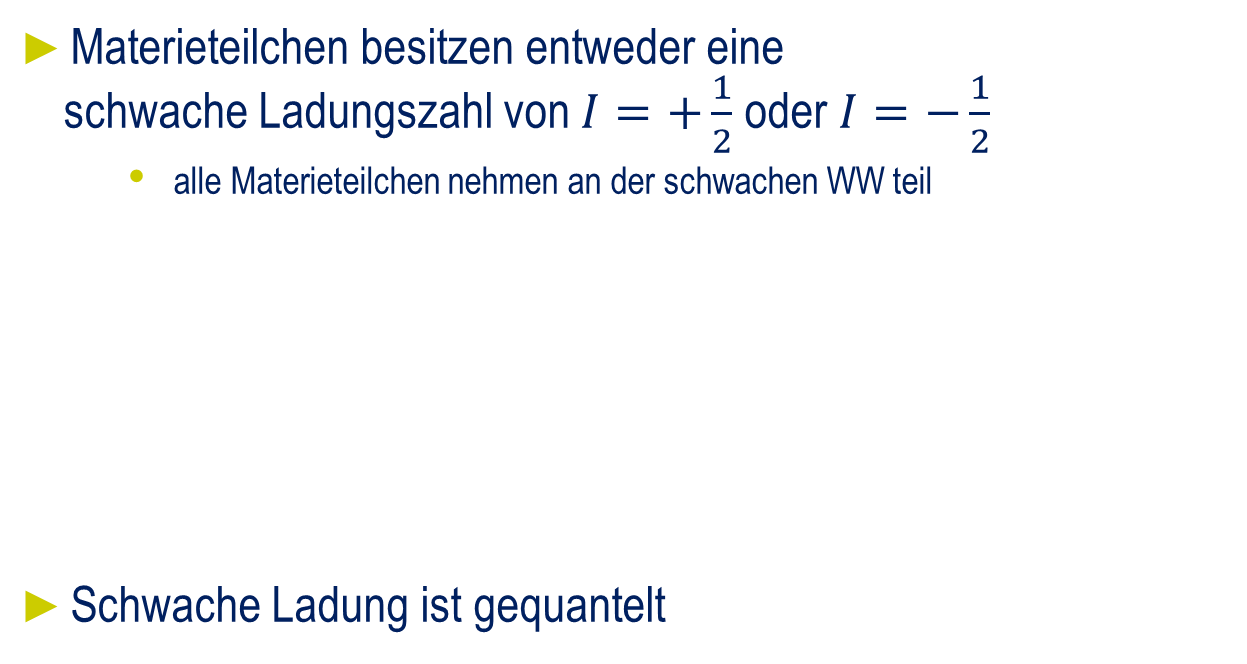 ► Materieteilchen besitzen entweder eine
schwache Ladungszahl von I = +1/2 oder I = −1/2
• alle Materieteilchen nehmen an der schwachen WW teil
► Schwache Ladung ist gequantelt